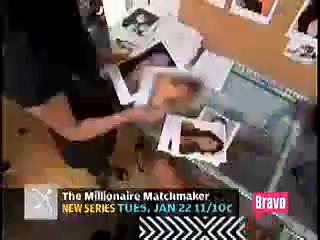 The Millionaire Matchmaker
NEW SERIES TUES, JAN 22 11/10c
Bravo